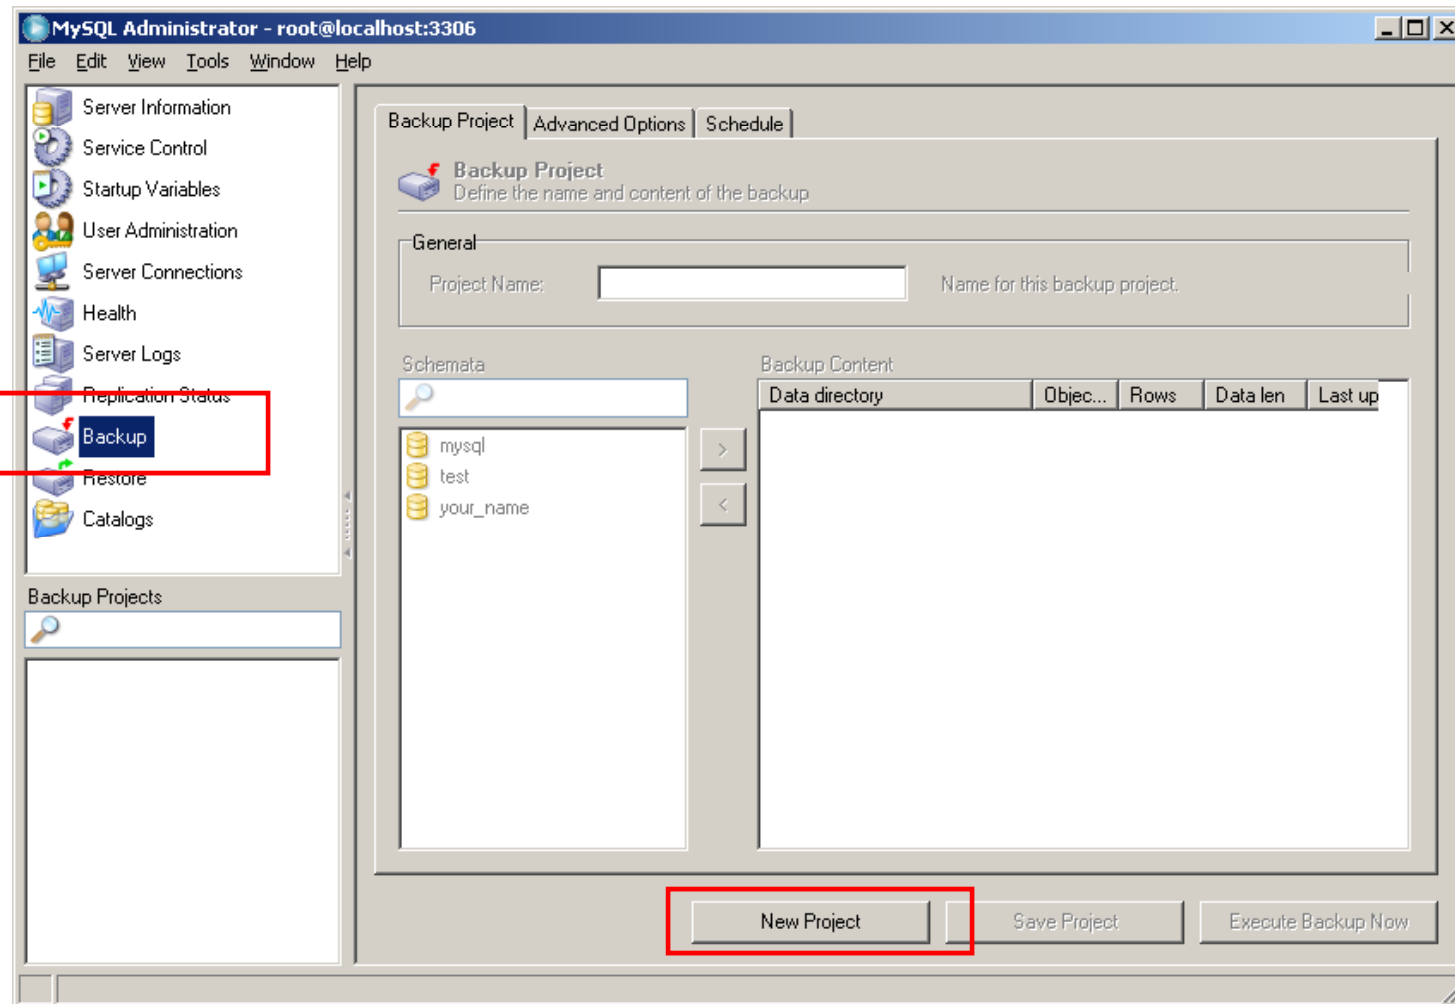 MySQL Administrator - root@localhost:3306
File Edit View Tools Window Help
Server Information
Service Control
Startup Variables
User Administration
Server Connections
Health
Server Logs
Replication Status
Backup
Restore
Catalogs
Backup Projects
Backup Project Advanced Options Schedule
Backup Project
Define the name and content of the backup
General
Project Name: Name for this backup project.
Schemata Backup Content
Data directory Objec... Rows Data len Last up
mysql >
test
your_name <
New Project Save Project Execute Backup Now